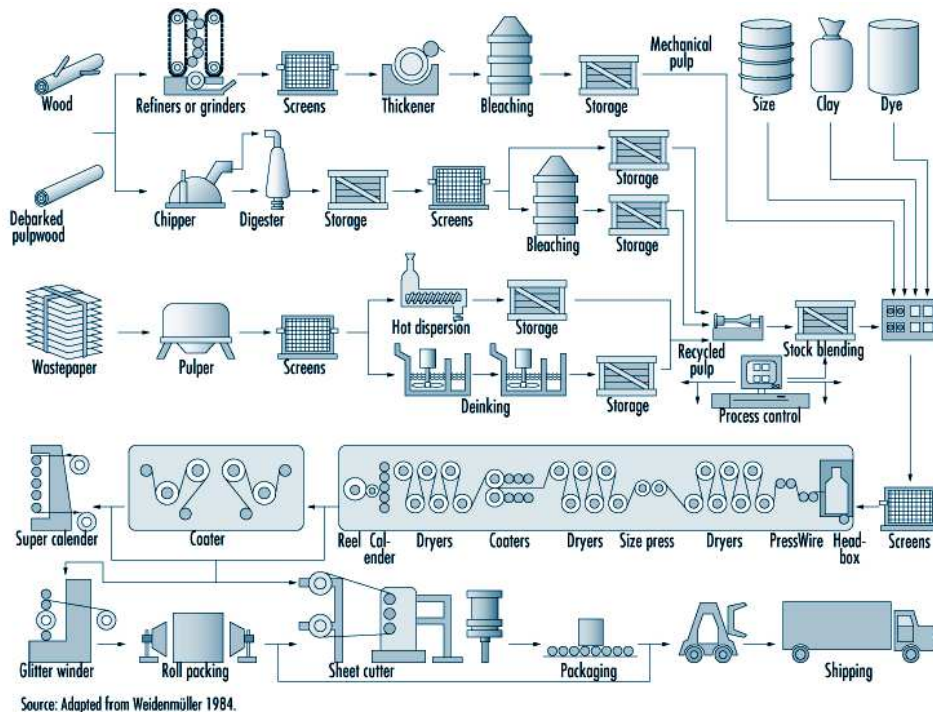 Wood
Refiners or grinders
Screens
Thickener
Bleaching
Storage
Mechanical
pulp
Size
Clay
Dye
Debarked
pulpwood
Chipper
Digester
Storage
Screens
Bleaching
Storage
Storage
Wastepaper
Pulper
Screens
Hot dispersion
Storage
Deinking
Storage
Recycled
pulp
Stock blending
Process control
Super calender
Coater
Reel
Cal-
ender
Dryers
Coaters
Dryers
Size press
Dryers
Press
Wire
Head-
box
Screens
Glitter winder
Roll packing
Sheet cutter
Packaging
Shipping
Source: Adapted from Weidenmüller 1984.